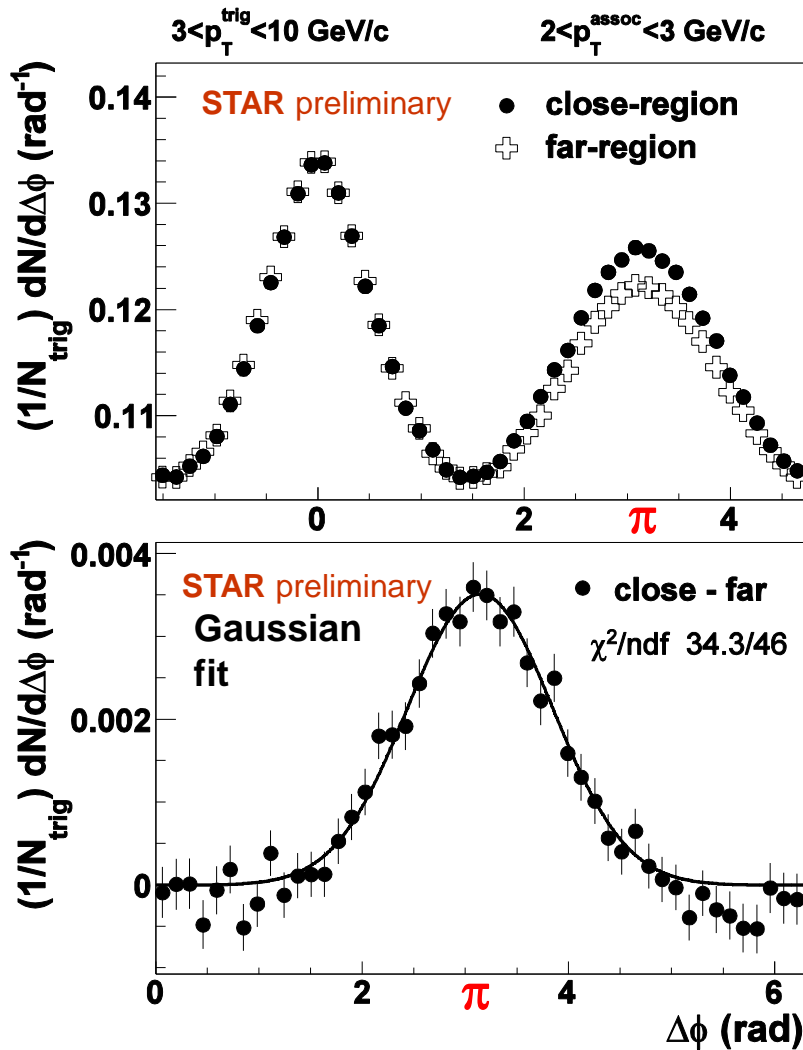 3<p_T^trig<10 GeV/c 2<p_T^assoc<3 GeV/c
(1/N_trig) dN/dΔϕ (rad⁻¹)
0.14
0.13
0.12
0.11
STAR preliminary
close-region
far-region
0 2 π 4
(1/N_trig) dN/dΔϕ (rad⁻¹)
0.004
0.002
0
STAR preliminary
Gaussian
fit
close - far
χ²/ndf 34.3/46
0 2 π 4 6
Δϕ (rad)